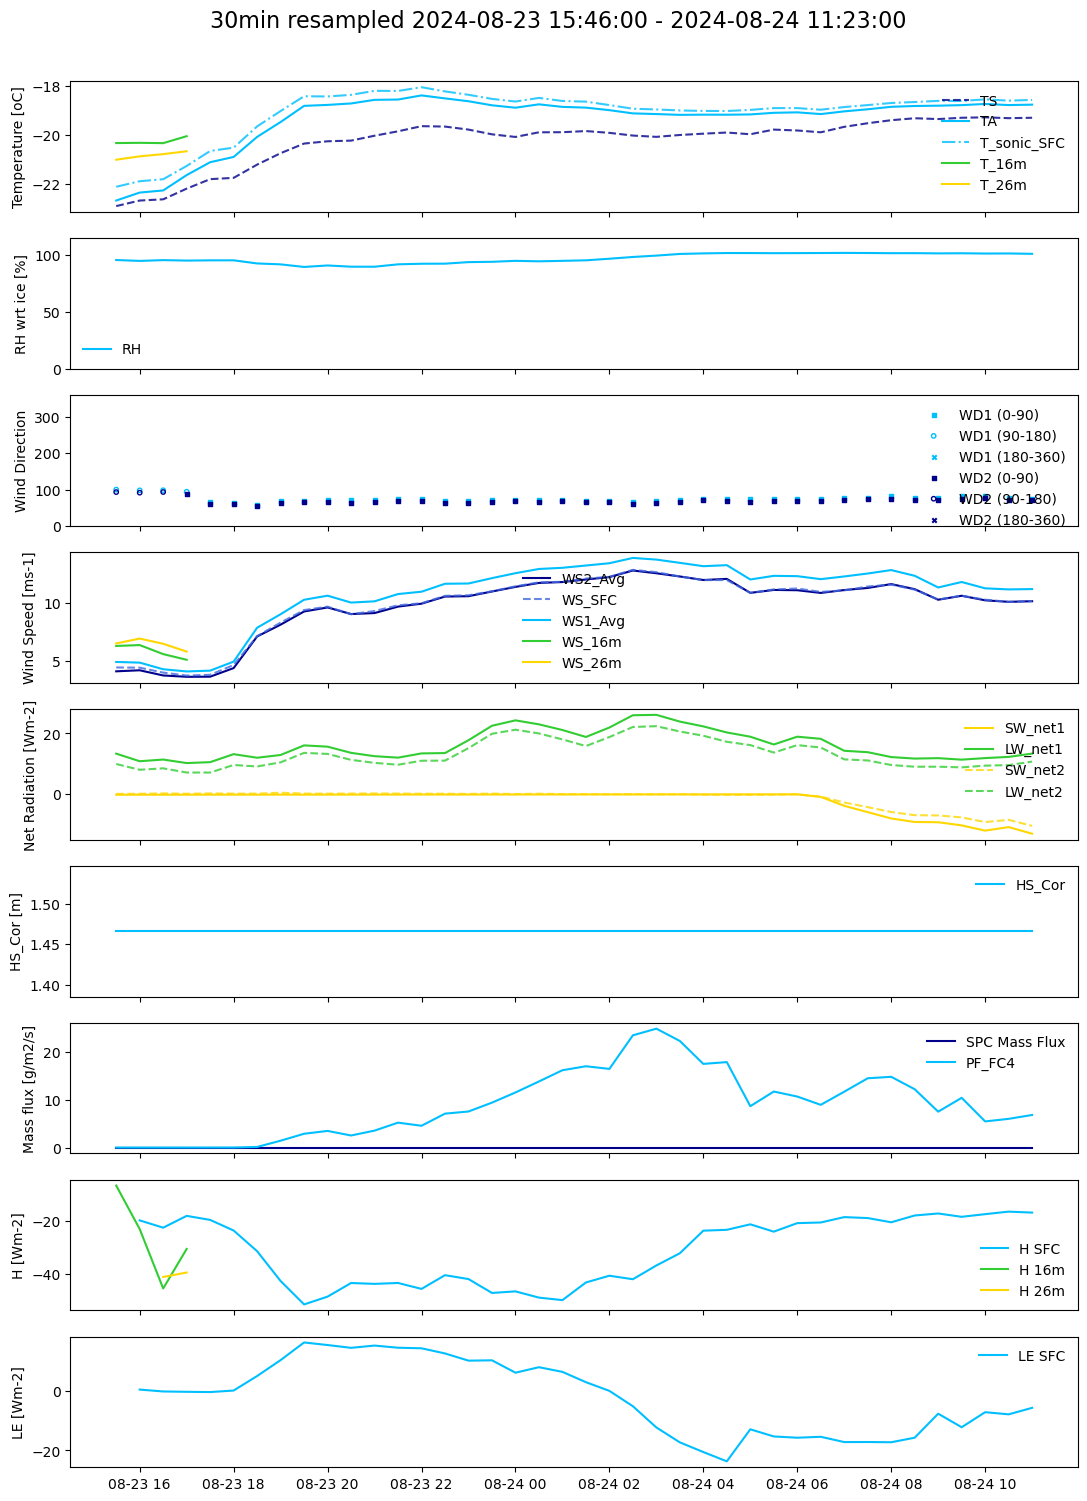 30min resampled 2024-08-23 15:46:00 - 2024-08-24 11:23:00
Temperature [oC]
−18
−20
−22
TS
TA
T_sonic_SFC
T_16m
T_26m
RH wrt ice [%]
100
50
0
RH
Wind Direction
300
200
100
0
WD1 (0-90)
WD1 (90-180)
WD1 (180-360)
WD2 (0-90)
WD2 (90-180)
WD2 (180-360)
Wind Speed [ms-1]
10
5
WS2_Avg
WS_SFC
WS1_Avg
WS_16m
WS_26m
Net Radiation [Wm-2]
20
0
SW_net1
LW_net1
SW_net2
LW_net2
HS_Cor [m]
1.50
1.45
1.40
HS_Cor
Mass flux [g/m2/s]
20
10
0
SPC Mass Flux
PF_FC4
H [Wm-2]
−20
−40
H SFC
H 16m
H 26m
LE [Wm-2]
0
−20
LE SFC
08-23 16 08-23 18 08-23 20 08-23 22 08-24 00 08-24 02 08-24 04 08-24 06 08-24 08 08-24 10